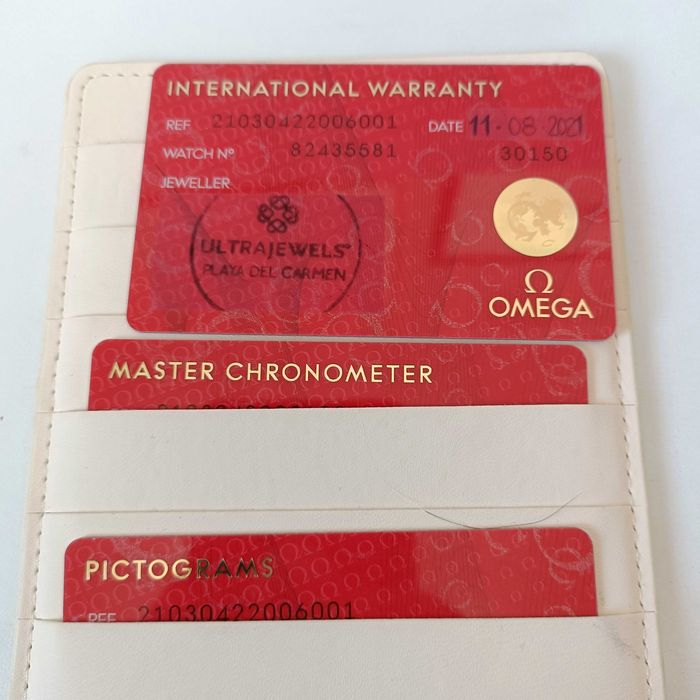 INTERNATIONAL WARRANTY
REF 21030422006001 DATE 11·08·2021
WATCH Nº 82435581 30150
JEWELLER
ULTRAJEWELS®
PLAYA DEL CARMEN
Ω
OMEGA
MASTER CHRONOMETER
PICTOGRAMS
REF 21030422006001